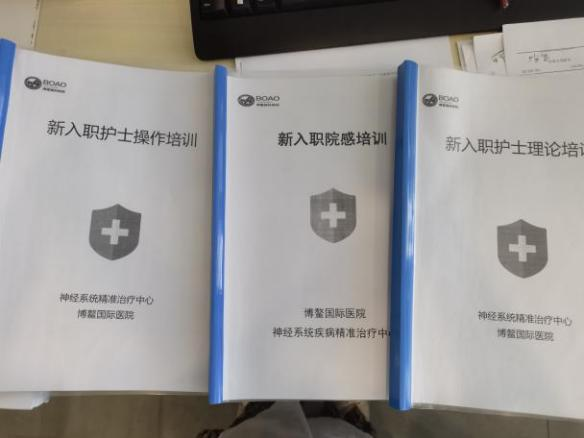 BOAO
新入职护士操作培训
神经系统精准治疗中心
博鳌国际医院
BOAO
新入职院感培训
博鳌国际医院
神经系统疾病精准治疗中
BOAO
新入职护士理论培
神经系统精准治疗中心
博鳌国际医院